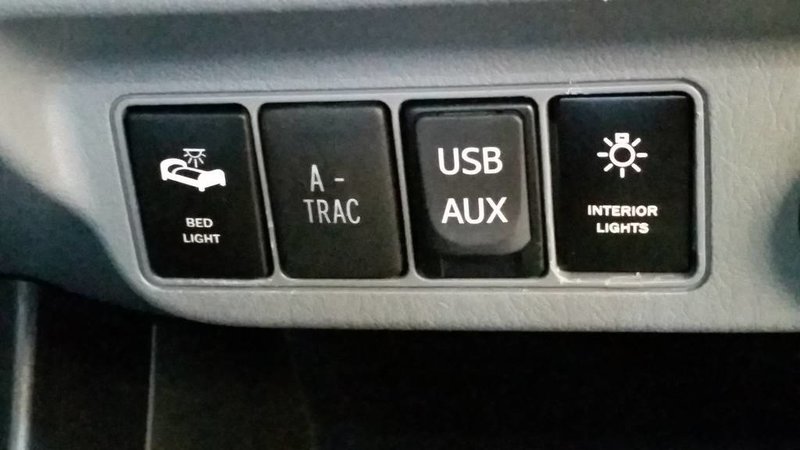 BED
LIGHT
A -
TRAC
USB
AUX
INTERIOR
LIGHTS